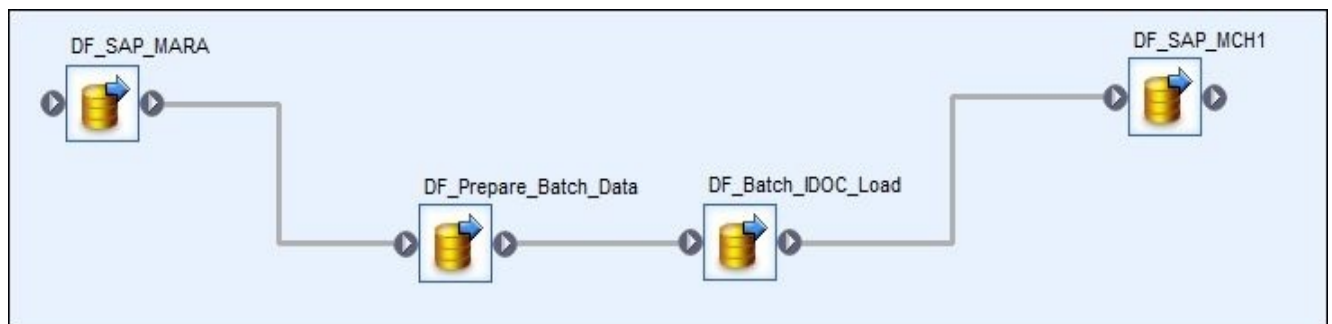 DF_SAP_MARA
DF_SAP_MCH1
DF_Prepare_Batch_Data
DF_Batch_IDOC_Load